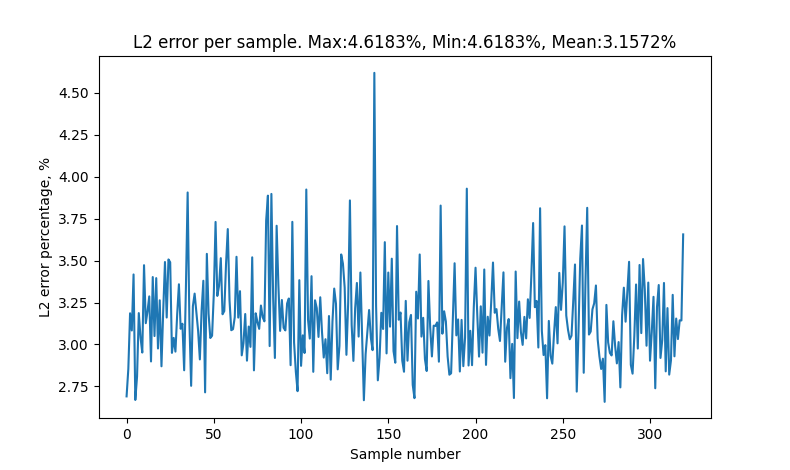 L2 error per sample. Max:4.6183%, Min:4.6183%, Mean:3.1572%
L2 error percentage, %
4.50
4.25
4.00
3.75
3.50
3.25
3.00
2.75
0 50 100 150 200 250 300
Sample number